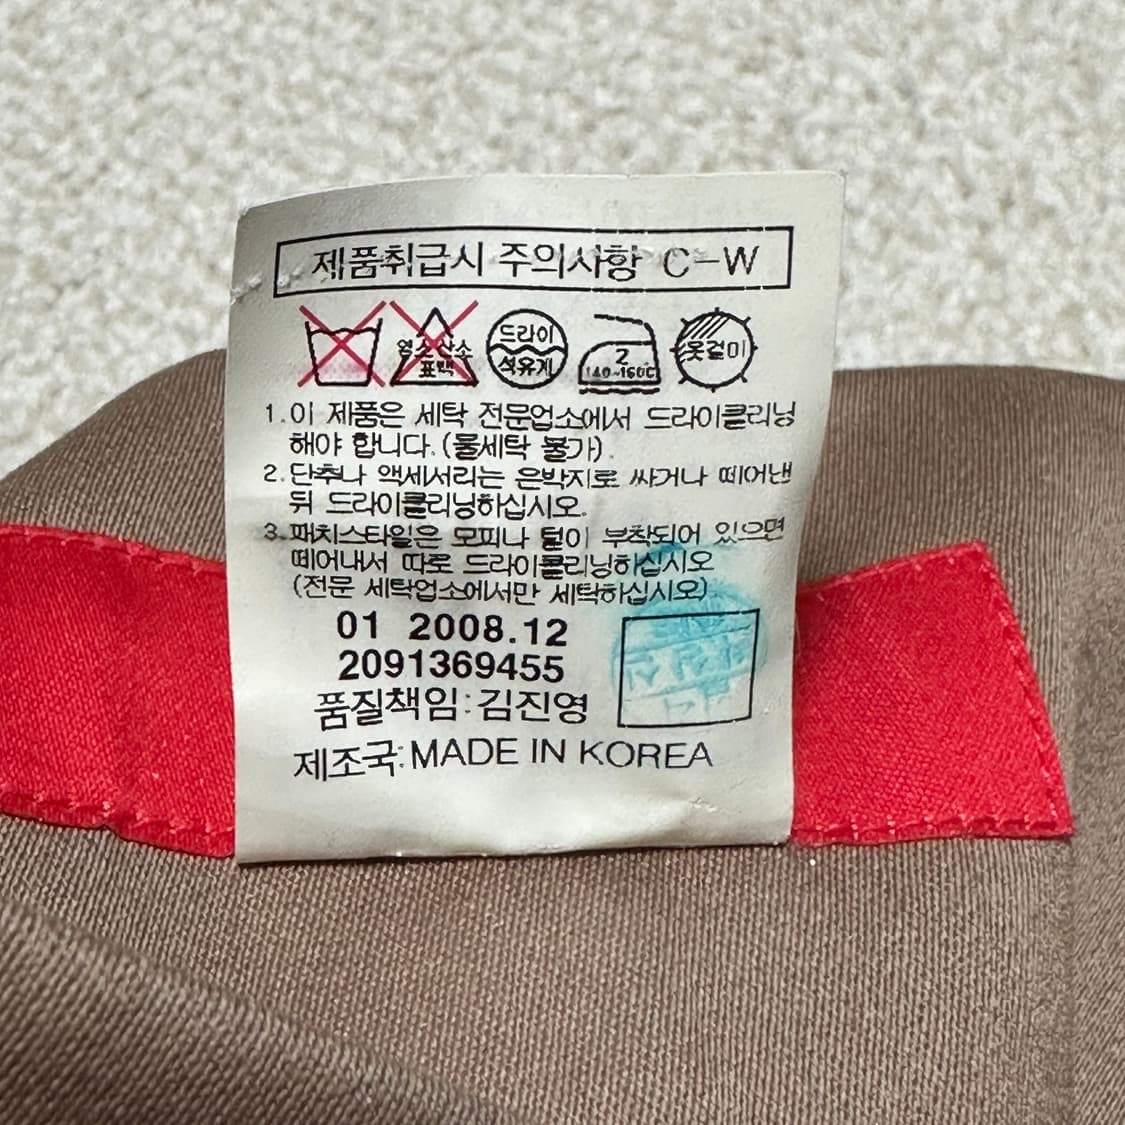 제품취급시 주의사항 C-W
염소산소 표백
드라이 석유계
2 140~160℃
옷걸이
1. 이 제품은 세탁 전문업소에서 드라이클리닝
해야 합니다. (물세탁 불가).
2. 단추나 액세서리는 은박지로 싸거나 떼어낸
뒤 드라이클리닝하십시오.
3. 패치스타일은 모피나 털이 부착되어 있으면
떼어내서 따로 드라이클리닝하십시오
(전문 세탁업소에서만 세탁하십시오).
01 2008.12
2091369455
품질책임: 김진영
제조국: MADE IN KOREA